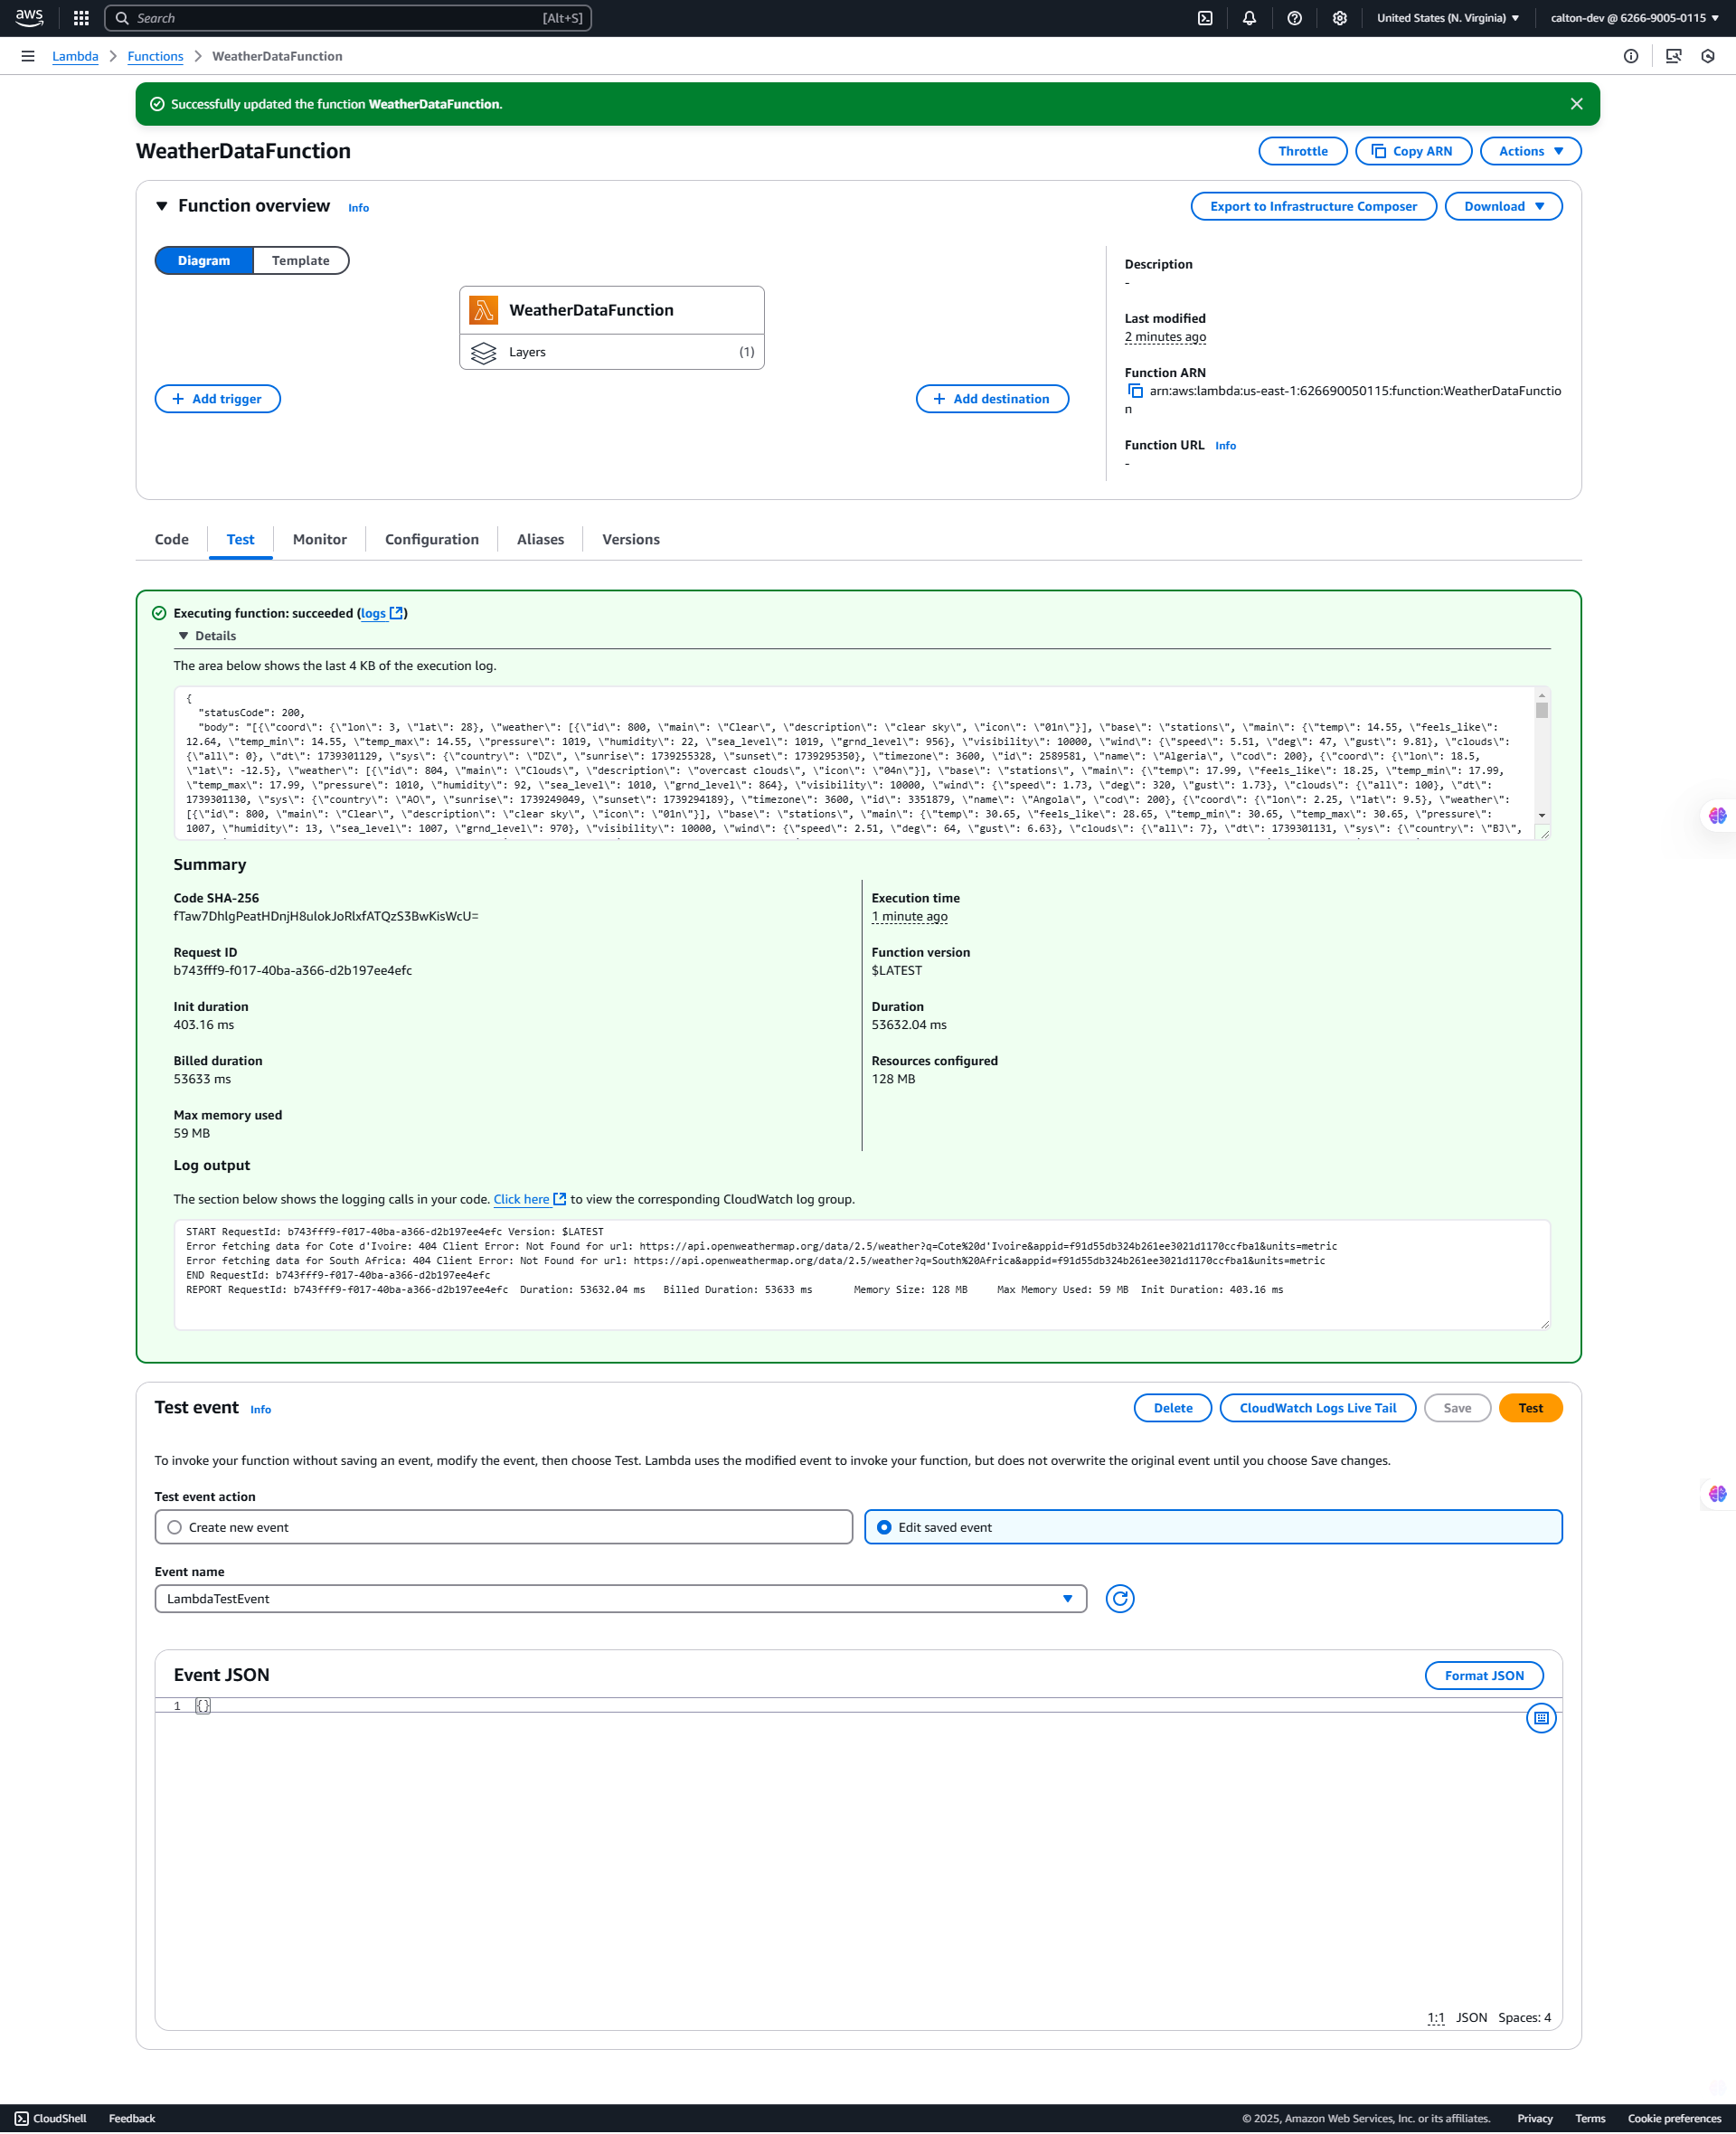 aws
Search [Alt+S]
United States (N. Virginia) calton-dev @ 6266-9005-0115
Lambda Functions WeatherDataFunction
Successfully updated the function WeatherDataFunction.
WeatherDataFunction
Throttle Copy ARN Actions
Function overview Info
Export to Infrastructure Composer Download
Diagram Template
WeatherDataFunction
Layers (1)
Add trigger
Add destination
Description
-
Last modified
2 minutes ago
Function ARN
arn:aws:lambda:us-east-1:626690050115:function:WeatherDataFunctio
n
Function URL Info
-
Code Test Monitor Configuration Aliases Versions
Executing function: succeeded (logs)
Details
The area below shows the last 4 KB of the execution log.
{
"statusCode": 200,
"body": "[{\"coord\": {\"lon\": 3, \"lat\": 28}, \"weather\": [{\"id\": 800, \"main\": \"Clear\", \"description\": \"clear sky\", \"icon\": \"01n\"}], \"base\": \"stations\", \"main\": {\"temp\": 14.55, \"feels_like\":
12.64, \"temp_min\": 14.55, \"temp_max\": 14.55, \"pressure\": 1019, \"humidity\": 22, \"sea_level\": 1019, \"grnd_level\": 956}, \"visibility\": 10000, \"wind\": {\"speed\": 5.51, \"deg\": 47, \"gust\": 9.81}, \"clouds\":
{\"all\": 0}, \"dt\": 1739301129, \"sys\": {\"country\": \"DZ\", \"sunrise\": 1739255328, \"sunset\": 1739295350}, \"timezone\": 3600, \"id\": 2589581, \"name\": \"Algeria\", \"cod\": 200}, {\"coord\": {\"lon\": 18.5,
\"lat\": -12.5}, \"weather\": [{\"id\": 804, \"main\": \"Clouds\", \"description\": \"overcast clouds\", \"icon\": \"04n\"}], \"base\": \"stations\", \"main\": {\"temp\": 17.99, \"feels_like\": 18.25, \"temp_min\": 17.99,
\"temp_max\": 17.99, \"pressure\": 1010, \"humidity\": 92, \"sea_level\": 1010, \"grnd_level\": 864}, \"visibility\": 10000, \"wind\": {\"speed\": 1.73, \"deg\": 320, \"gust\": 1.73}, \"clouds\": {\"all\": 100}, \"dt\":
1739301130, \"sys\": {\"country\": \"AO\", \"sunrise\": 1739249049, \"sunset\": 1739294189}, \"timezone\": 3600, \"id\": 3351879, \"name\": \"Angola\", \"cod\": 200}, {\"coord\": {\"lon\": 2.25, \"lat\": 9.5}, \"weather\":
[{\"id\": 800, \"main\": \"Clear\", \"description\": \"clear sky\", \"icon\": \"01n\"}], \"base\": \"stations\", \"main\": {\"temp\": 30.65, \"feels_like\": 28.65, \"temp_min\": 30.65, \"temp_max\": 30.65, \"pressure\":
1007, \"humidity\": 13, \"sea_level\": 1007, \"grnd_level\": 970}, \"visibility\": 10000, \"wind\": {\"speed\": 2.51, \"deg\": 64, \"gust\": 6.63}, \"clouds\": {\"all\": 7}, \"dt\": 1739301131, \"sys\": {\"country\": \"BJ\",
Summary
Code SHA-256
fTaw7DhlgPeatHDnjH8ulokJoRlxfATQzS3BwKisWcU=
Execution time
1 minute ago
Request ID
b743fff9-f017-40ba-a366-d2b197ee4efc
Function version
$LATEST
Init duration
403.16 ms
Duration
53632.04 ms
Billed duration
53633 ms
Resources configured
128 MB
Max memory used
59 MB
Log output
The section below shows the logging calls in your code. Click here to view the corresponding CloudWatch log group.
START RequestId: b743fff9-f017-40ba-a366-d2b197ee4efc Version: $LATEST
Error fetching data for Cote d'Ivoire: 404 Client Error: Not Found for url: https://api.openweathermap.org/data/2.5/weather?q=Cote%20d'Ivoire&appid=f91d55db324b261ee3021d1170ccfba1&units=metric
Error fetching data for South Africa: 404 Client Error: Not Found for url: https://api.openweathermap.org/data/2.5/weather?q=South%20Africa&appid=f91d55db324b261ee3021d1170ccfba1&units=metric
END RequestId: b743fff9-f017-40ba-a366-d2b197ee4efc
REPORT RequestId: b743fff9-f017-40ba-a366-d2b197ee4efc Duration: 53632.04 ms Billed Duration: 53633 ms Memory Size: 128 MB Max Memory Used: 59 MB Init Duration: 403.16 ms
Test event Info
Delete CloudWatch Logs Live Tail Save Test
To invoke your function without saving an event, modify the event, then choose Test. Lambda uses the modified event to invoke your function, but does not overwrite the original event until you choose Save changes.
Test event action
Create new event
Edit saved event
Event name
LambdaTestEvent
Event JSON
Format JSON
1 {}
1:1 JSON Spaces: 4
CloudShell Feedback
© 2025, Amazon Web Services, Inc. or its affiliates. Privacy Terms Cookie preferences